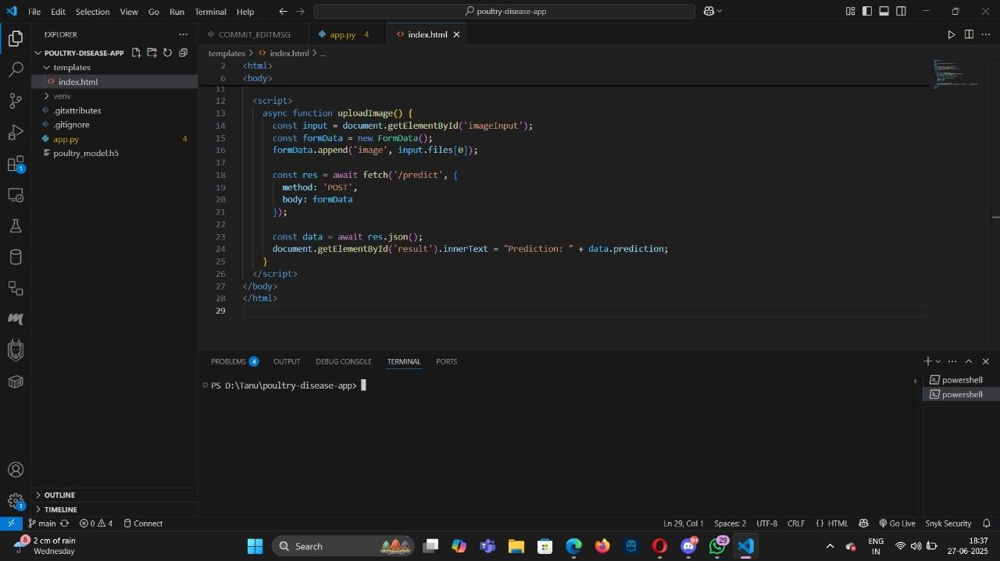 File Edit Selection View Go Run Terminal Help
poultry-disease-app
EXPLORER
POULTRY-DISEASE-APP
templates
index.html
venv
.gitattributes
.gitignore
app.py 4
poultry_model.h5
OUTLINE
TIMELINE
1
1
COMMIT_EDITMSG
app.py 4
index.html
templates > index.html > ...
2 <html>
6 <body>
11
12 <script>
13 async function uploadImage() {
14 const input = document.getElementById('imageInput');
15 const formData = new FormData();
16 formData.append('image', input.files[0]);
17
18 const res = await fetch('/predict', {
19 method: 'POST',
20 body: formData
21 });
22
23 const data = await res.json();
24 document.getElementById('result').innerText = "Prediction: " + data.prediction;
25 }
26 </script>
27 </body>
28 </html>
29
PROBLEMS 4 OUTPUT DEBUG CONSOLE TERMINAL PORTS
PS D:\Tanu\poultry-disease-app>
powershell
powershell
main 0 4 Connect
Ln 29, Col 1 Spaces: 2 UTF-8 CRLF {} HTML Go Live Snyk Security
8
2 cm of rain
Wednesday
Search
9+
29
ENG
IN
18:37
27-06-2025